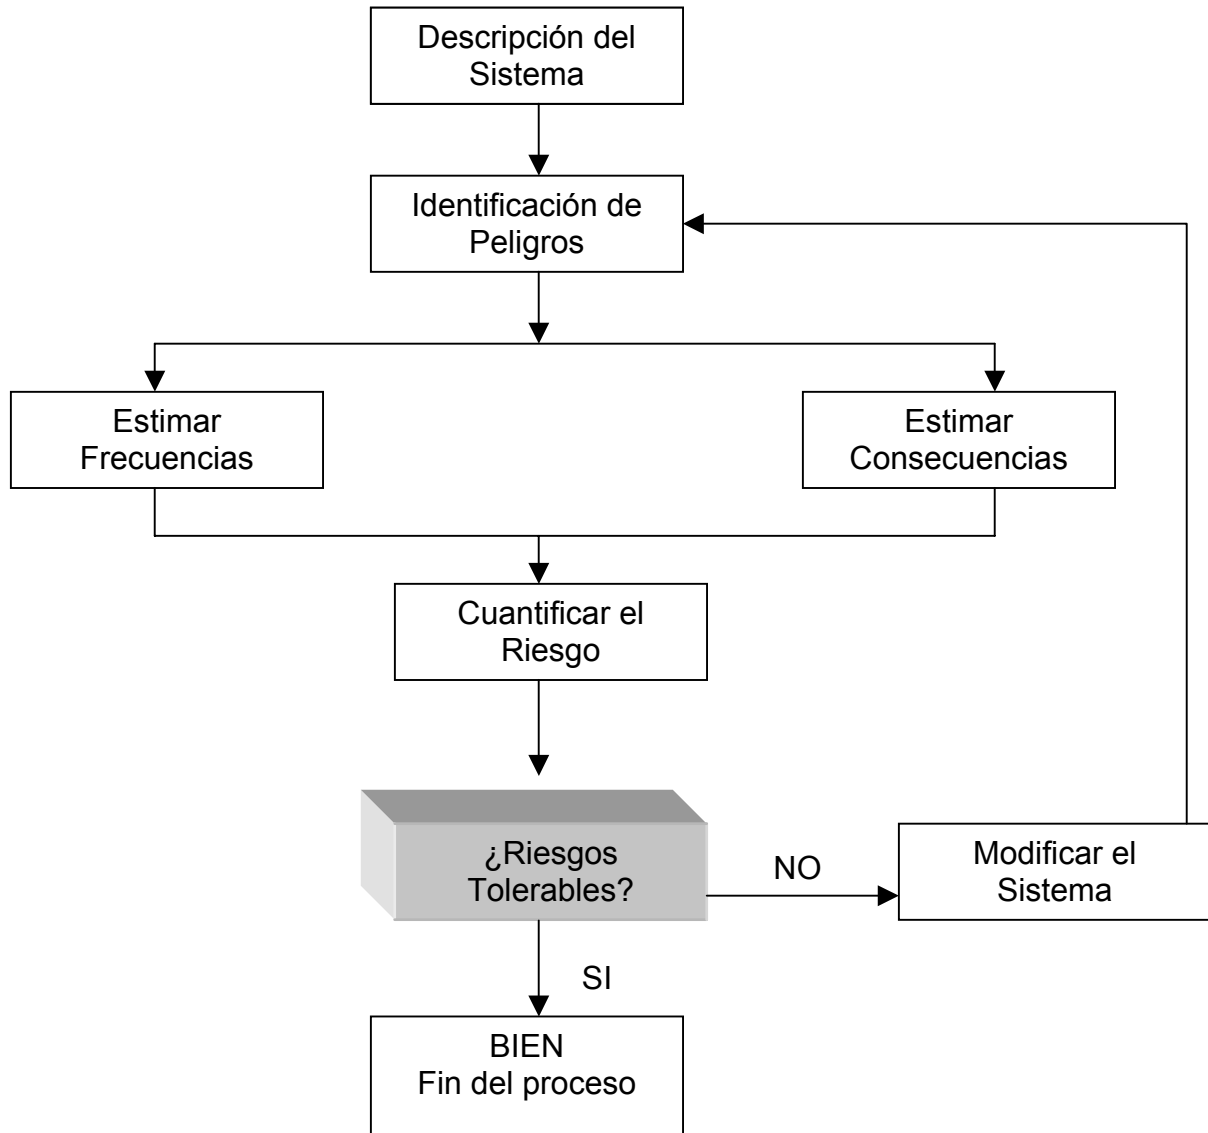 Descripción del
Sistema
Identificación de
Peligros
Estimar
Frecuencias
Estimar
Consecuencias
Cuantificar el
Riesgo
¿Riesgos
Tolerables?
NO
Modificar el
Sistema
SI
BIEN
Fin del proceso